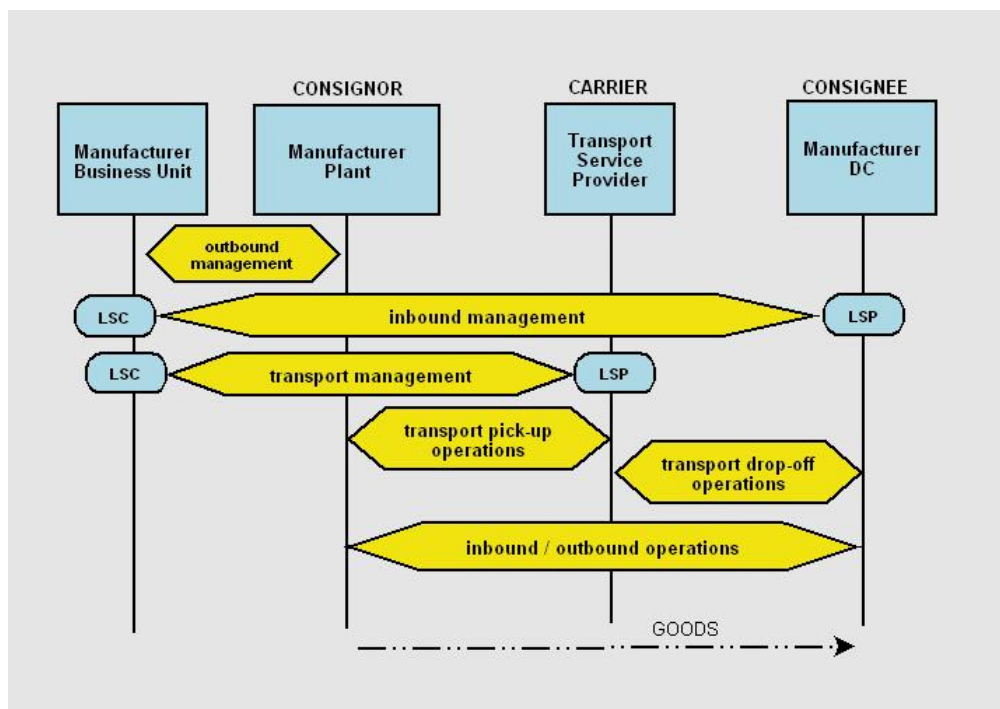 CONSIGNOR
CARRIER
CONSIGNEE
Manufacturer
Business Unit
Manufacturer
Plant
Transport
Service
Provider
Manufacturer
DC
outbound
management
LSC
inbound management
LSP
LSC
transport management
LSP
transport pick-up
operations
transport drop-off
operations
inbound / outbound operations
GOODS